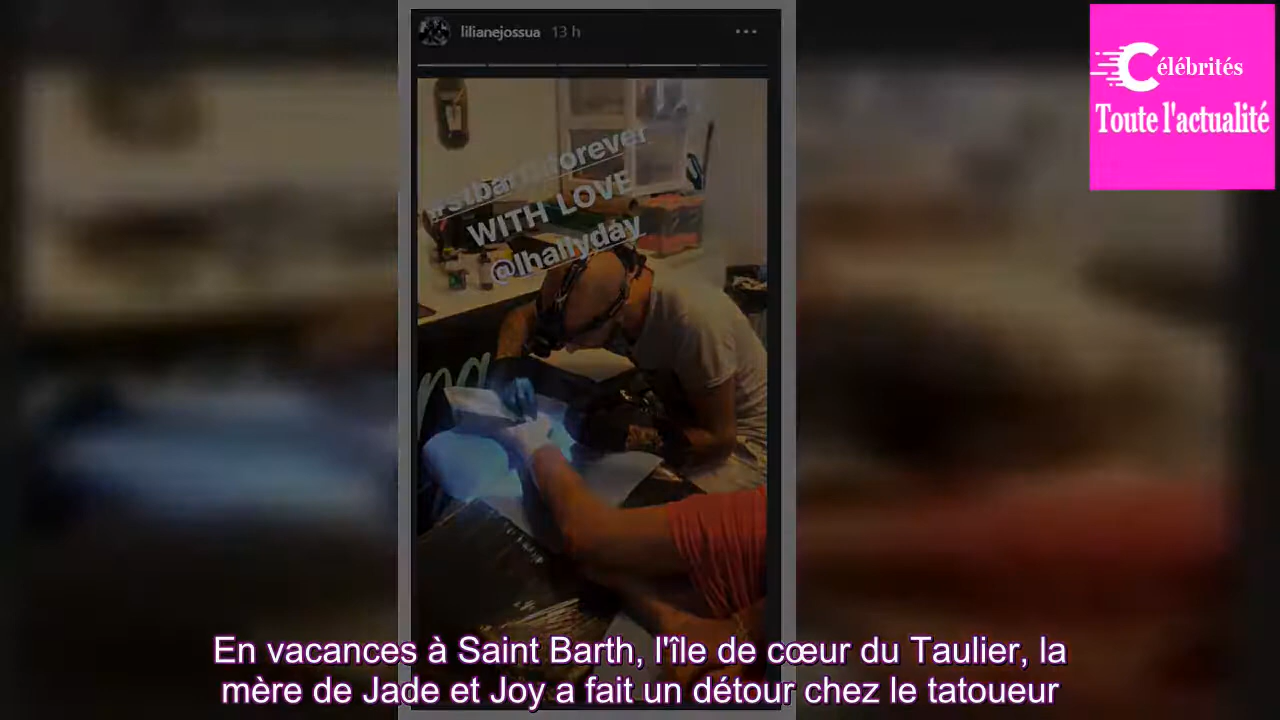 lilianejossua 13 h
Célébrités
Toute l'actualité
#stbarthforever
WITH LOVE
@lhallyday
En vacances à Saint Barth, l'île de cœur du Taulier, la
mère de Jade et Joy a fait un détour chez le tatoueur